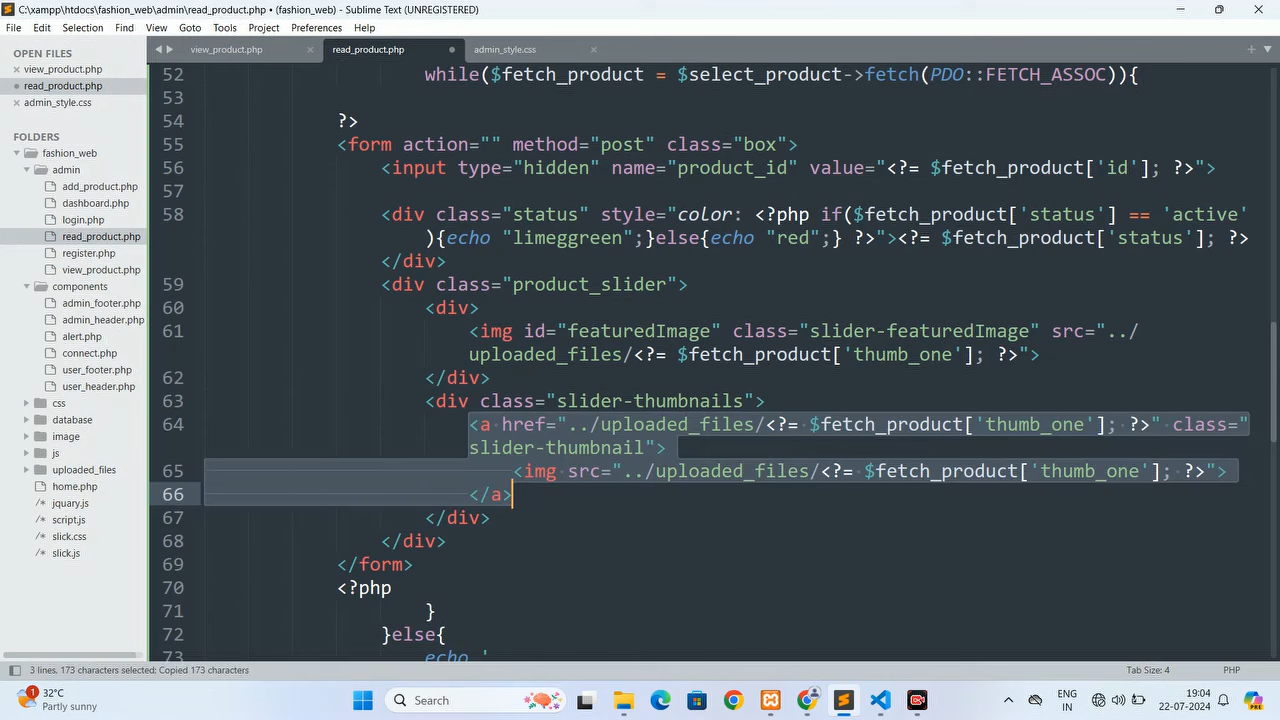 C:\xampp\htdocs\fashion_web\admin\read_product.php • (fashion_web) - Sublime Text (UNREGISTERED)
File Edit Selection Find View Goto Tools Project Preferences Help
OPEN FILES
view_product.php
read_product.php
admin_style.css
FOLDERS
fashion_web
admin
add_product.php
dashboard.php
login.php
read_product.php
register.php
view_product.php
components
admin_footer.php
admin_header.php
alert.php
connect.php
user_footer.php
user_header.php
css
database
image
js
uploaded_files
home.php
jquary.js
script.js
slick.css
slick.js
view_product.php read_product.php admin_style.css
52 while($fetch_product = $select_product->fetch(PDO::FETCH_ASSOC)){
53
54 ?>
55 <form action="" method="post" class="box">
56 <input type="hidden" name="product_id" value="<?= $fetch_product['id']; ?>">
57
58 <div class="status" style="color: <?php if($fetch_product['status'] == 'active'
){echo "limeggreen";}else{echo "red";} ?>"><?= $fetch_product['status']; ?>
</div>
59 <div class="product_slider">
60 <div>
61 <img id="featuredImage" class="slider-featuredImage" src="../
uploaded_files/<?= $fetch_product['thumb_one']; ?>">
62 </div>
63 <div class="slider-thumbnails">
64 <a href="../uploaded_files/<?= $fetch_product['thumb_one']; ?>" class="
slider-thumbnail">
65 <img src="../uploaded_files/<?= $fetch_product['thumb_one']; ?>">
66 </a>
67 </div>
68 </div>
69 </form>
70 <?php
71 }
72 }else{
73 echo '
3 lines, 173 characters selected; Copied 173 characters Tab Size: 4 PHP
1 32°C
Partly sunny
Search
ENG
IN
19:04
22-07-2024